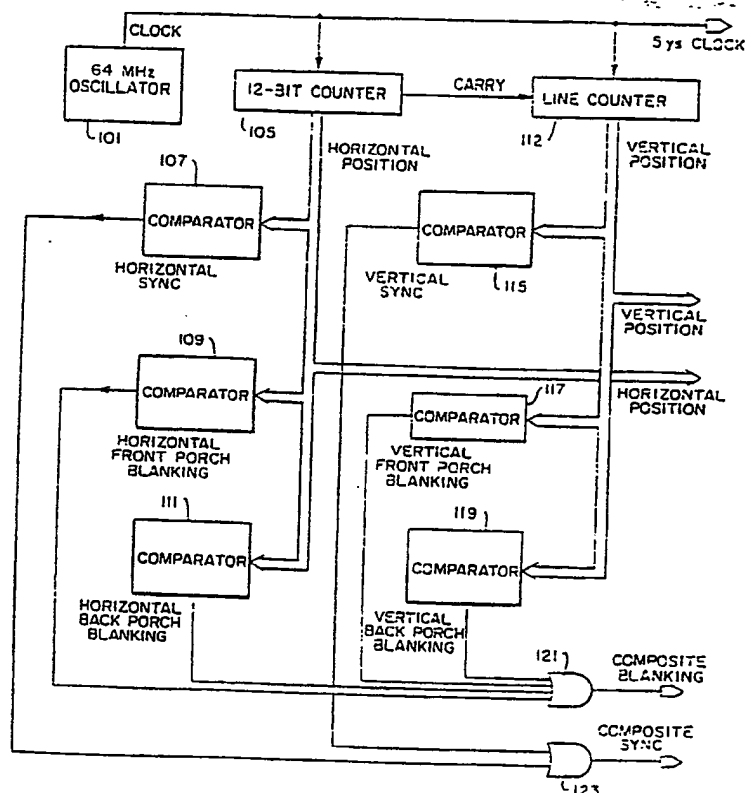 CLOCK
5 ys CLOCK
64 MHz
OSCILLATOR
101
12-BIT COUNTER
105
CARRY
LINE COUNTER
112
HORIZONTAL
POSITION
VERTICAL
POSITION
107
COMPARATOR
HORIZONTAL
SYNC
COMPARATOR
115
VERTICAL
SYNC
VERTICAL
POSITION
109
COMPARATOR
HORIZONTAL
FRONT PORCH
BLANKING
HORIZONTAL
POSITION
117
COMPARATOR
VERTICAL
FRONT PORCH
BLANKING
111
COMPARATOR
HORIZONTAL
BACK PORCH
BLANKING
119
COMPARATOR
VERTICAL
BACK PORCH
BLANKING
121
COMPOSITE
BLANKING
COMPOSITE
SYNC
123